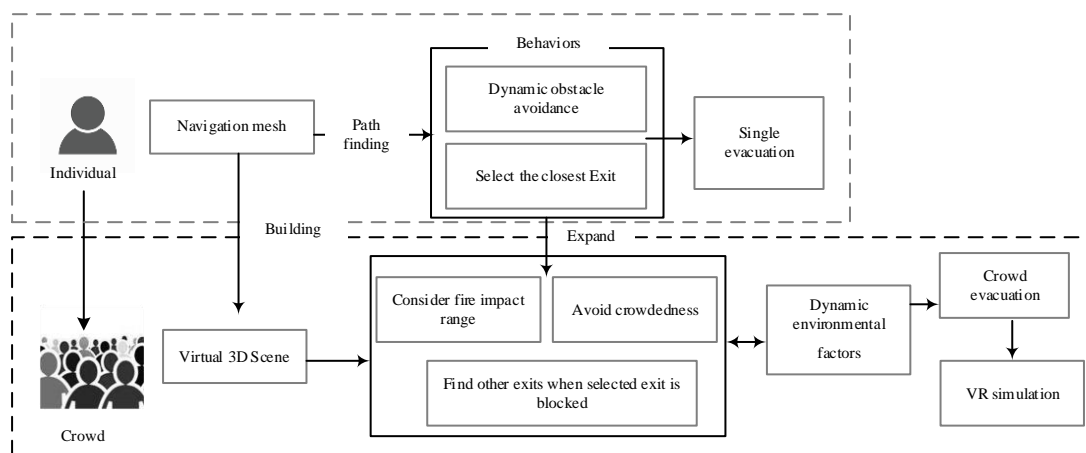 Behaviors
Dynamic obstacle
avoidance
Navigation mesh
Path
finding
Single
evacuation
Individual
Select the closest Exit
Building
Expand
Consider fire impact
range
Avoid crowdedness
Dynamic
environmental
factors
Crowd
evacuation
Virtual 3D Scene
Find other exits when selected exit is
blocked
VR simulation
Crowd